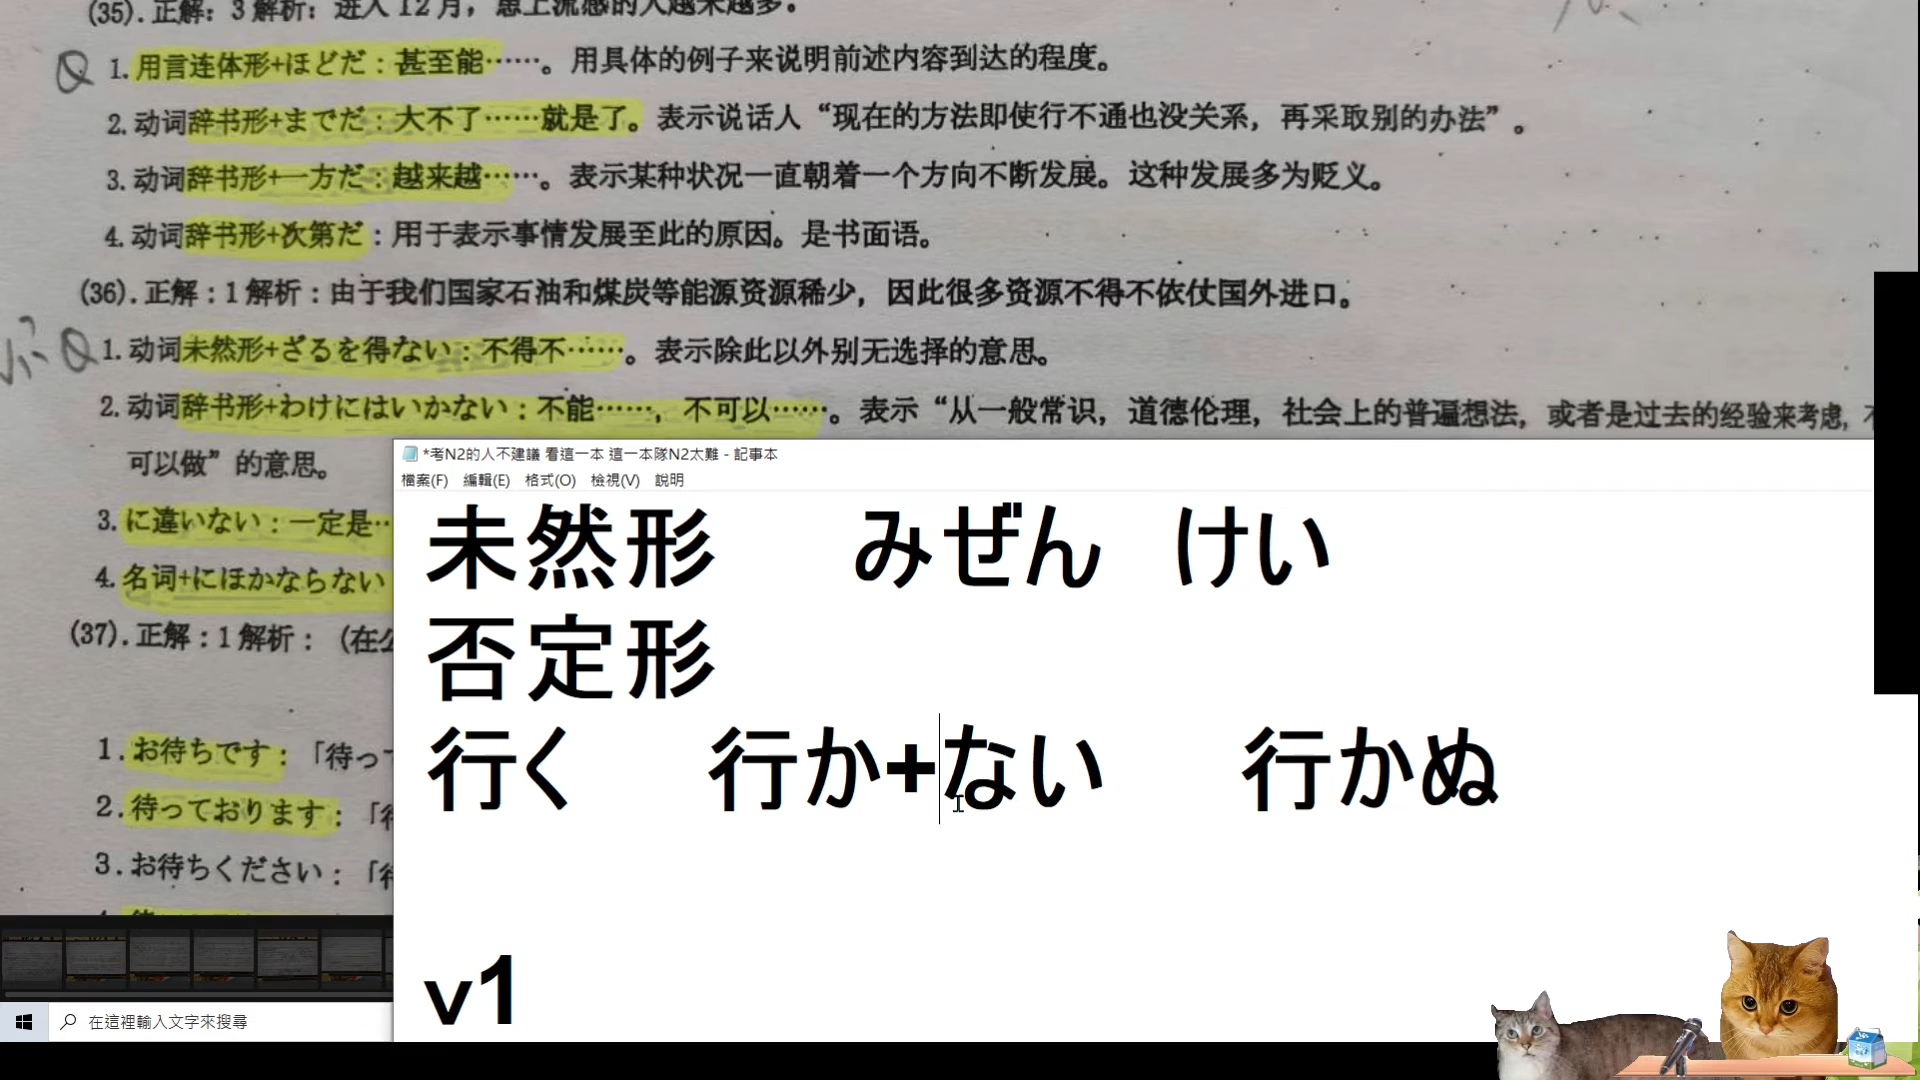 (35).正解：3 解析：进入 12 月，患上流感的人越来越多。
Q 1.用言连体形+ほどだ：甚至能……。用具体的例子来说明前述内容到达的程度。
2.动词辞书形+までだ：大不了……就是了。表示说话人“现在的方法即使行不通也没关系，再采取别的办法”。
3.动词辞书形+一方だ：越来越……。表示某种状况一直朝着一个方向不断发展。这种发展多为贬义。
4.动词辞书形+次第だ：用于表示事情发展至此的原因。是书面语。
(36).正解：1 解析：由于我们国家石油和煤炭等能源资源稀少，因此很多资源不得不依仗国外进口。
Q 1.动词未然形+ざるを得ない：不得不……。表示除此以外别无选择的意思。
2.动词辞书形+わけにはいかない：不能……，不可以……。表示“从一般常识，道德伦理，社会上的普遍想法，或者是过去的经验来考虑，不
可以做”的意思。
3.に違いない：一定是…
4.名词+にほかならない
(37).正解：1 解析：（在公
1.お待ちです：「待っ
2.待っております：「待
3.お待ちください：「待
*考N2的人不建議 看這一本 這一本隊N2太難 - 記事本
檔案(F) 編輯(E) 格式(O) 檢視(V) 說明
未然形 みぜん けい
否定形
行く 行か+ない 行かぬ
v1
在這裡輸入文字來搜尋